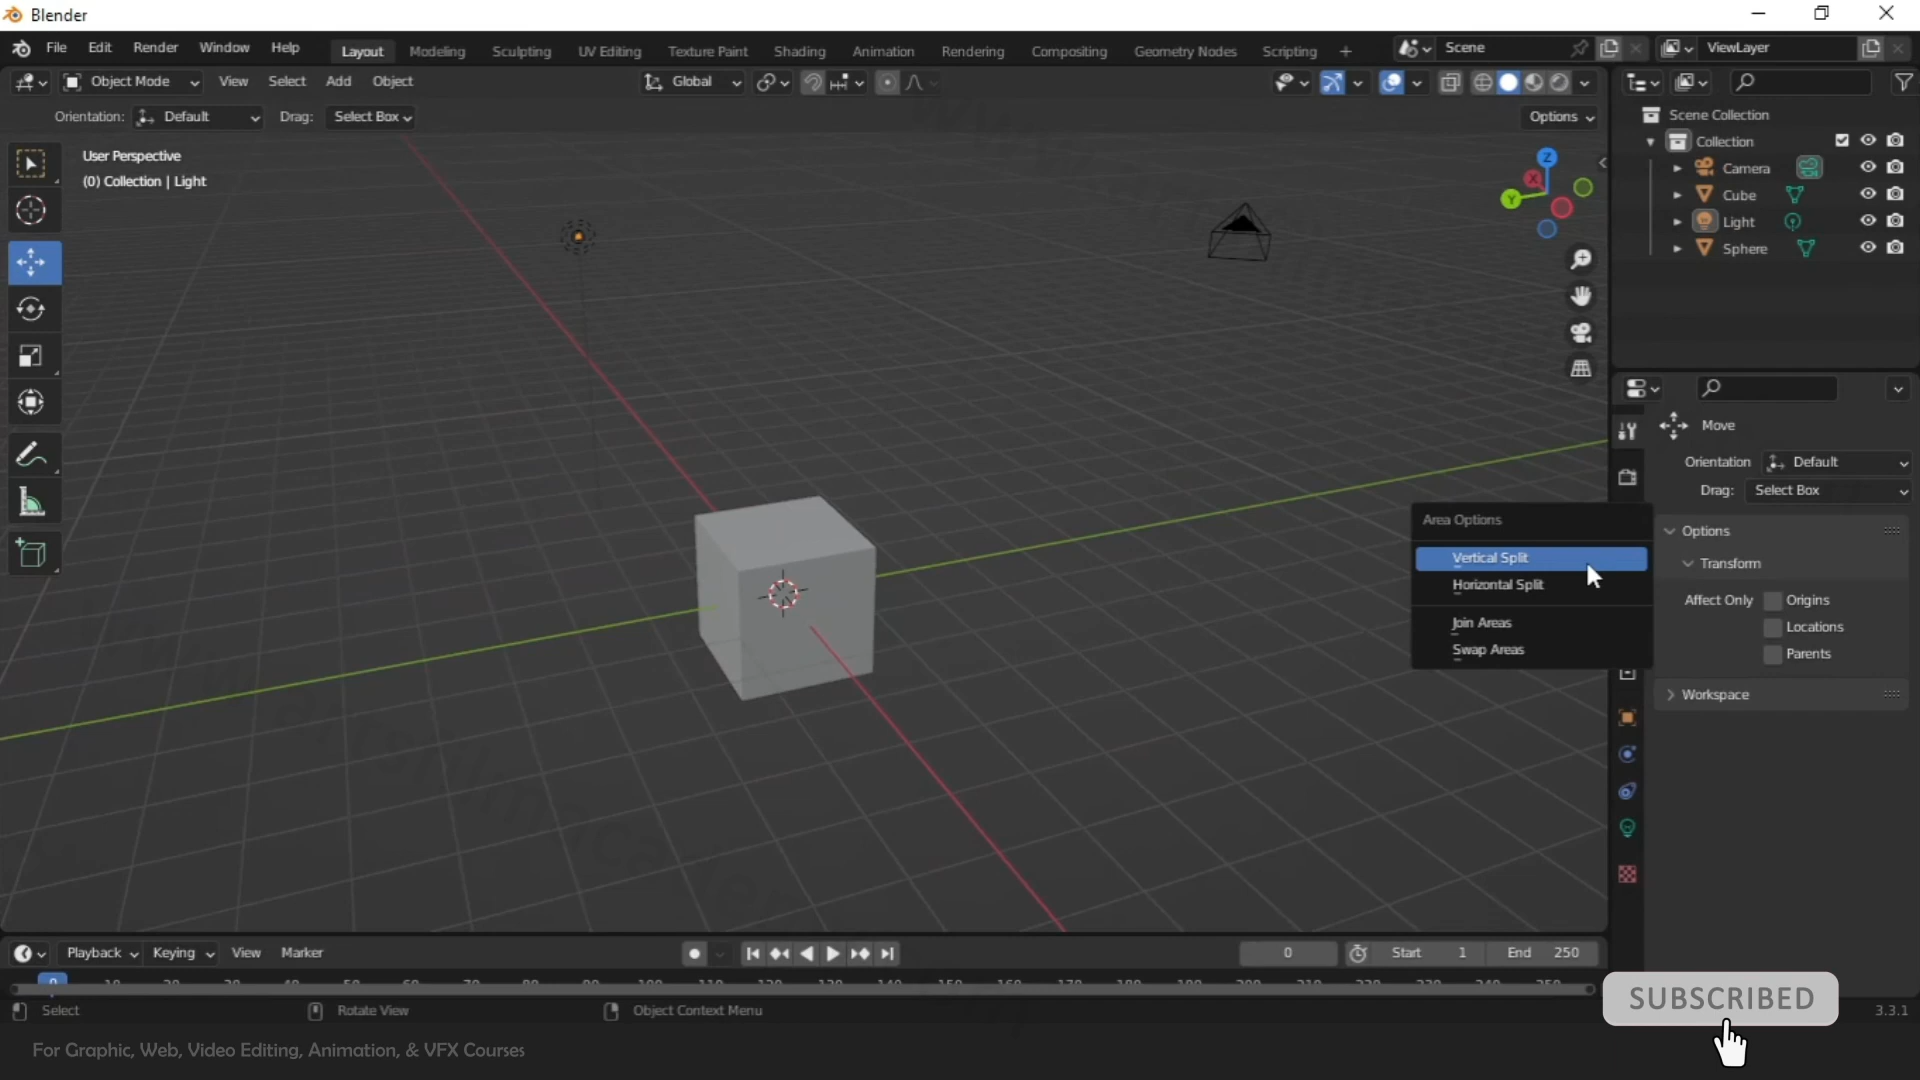 Blender
File Edit Render Window Help Layout Modeling Sculpting UV Editing Texture Paint Shading Animation Rendering Compositing Geometry Nodes Scripting + Scene ViewLayer
Object Mode View Select Add Object Global
Orientation: Default Drag: Select Box Options
User Perspective
(0) Collection | Light
Z
X
Y
Scene Collection
Collection
Camera
Cube
Light
Sphere
Move
Orientation Default
Drag: Select Box
Options
Transform
Affect Only Origins
Locations
Parents
Workspace
Area Options
Vertical Split
Horizontal Split
Join Areas
Swap Areas
Playback Keying View Marker 0 Start 1 End 250
0
Select Rotate View Object Context Menu 3.3.1
SUBSCRIBED
For Graphic, Web, Video Editing, Animation, & VFX Courses